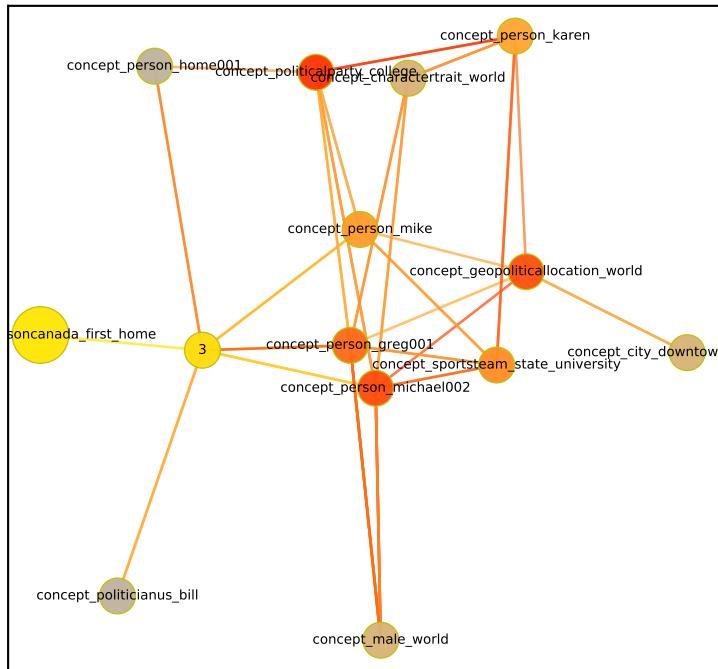 concept_person_karen
concept_person_home001
concept_politicalparty_college
concept_charactertrait_world
concept_person_mike
concept_geopoliticallocation_world
soncanada_first_home
3
concept_person_greg001
concept_city_downtow
concept_sportsteam_state_university
concept_person_michael002
concept_politicianus_bill
concept_male_world